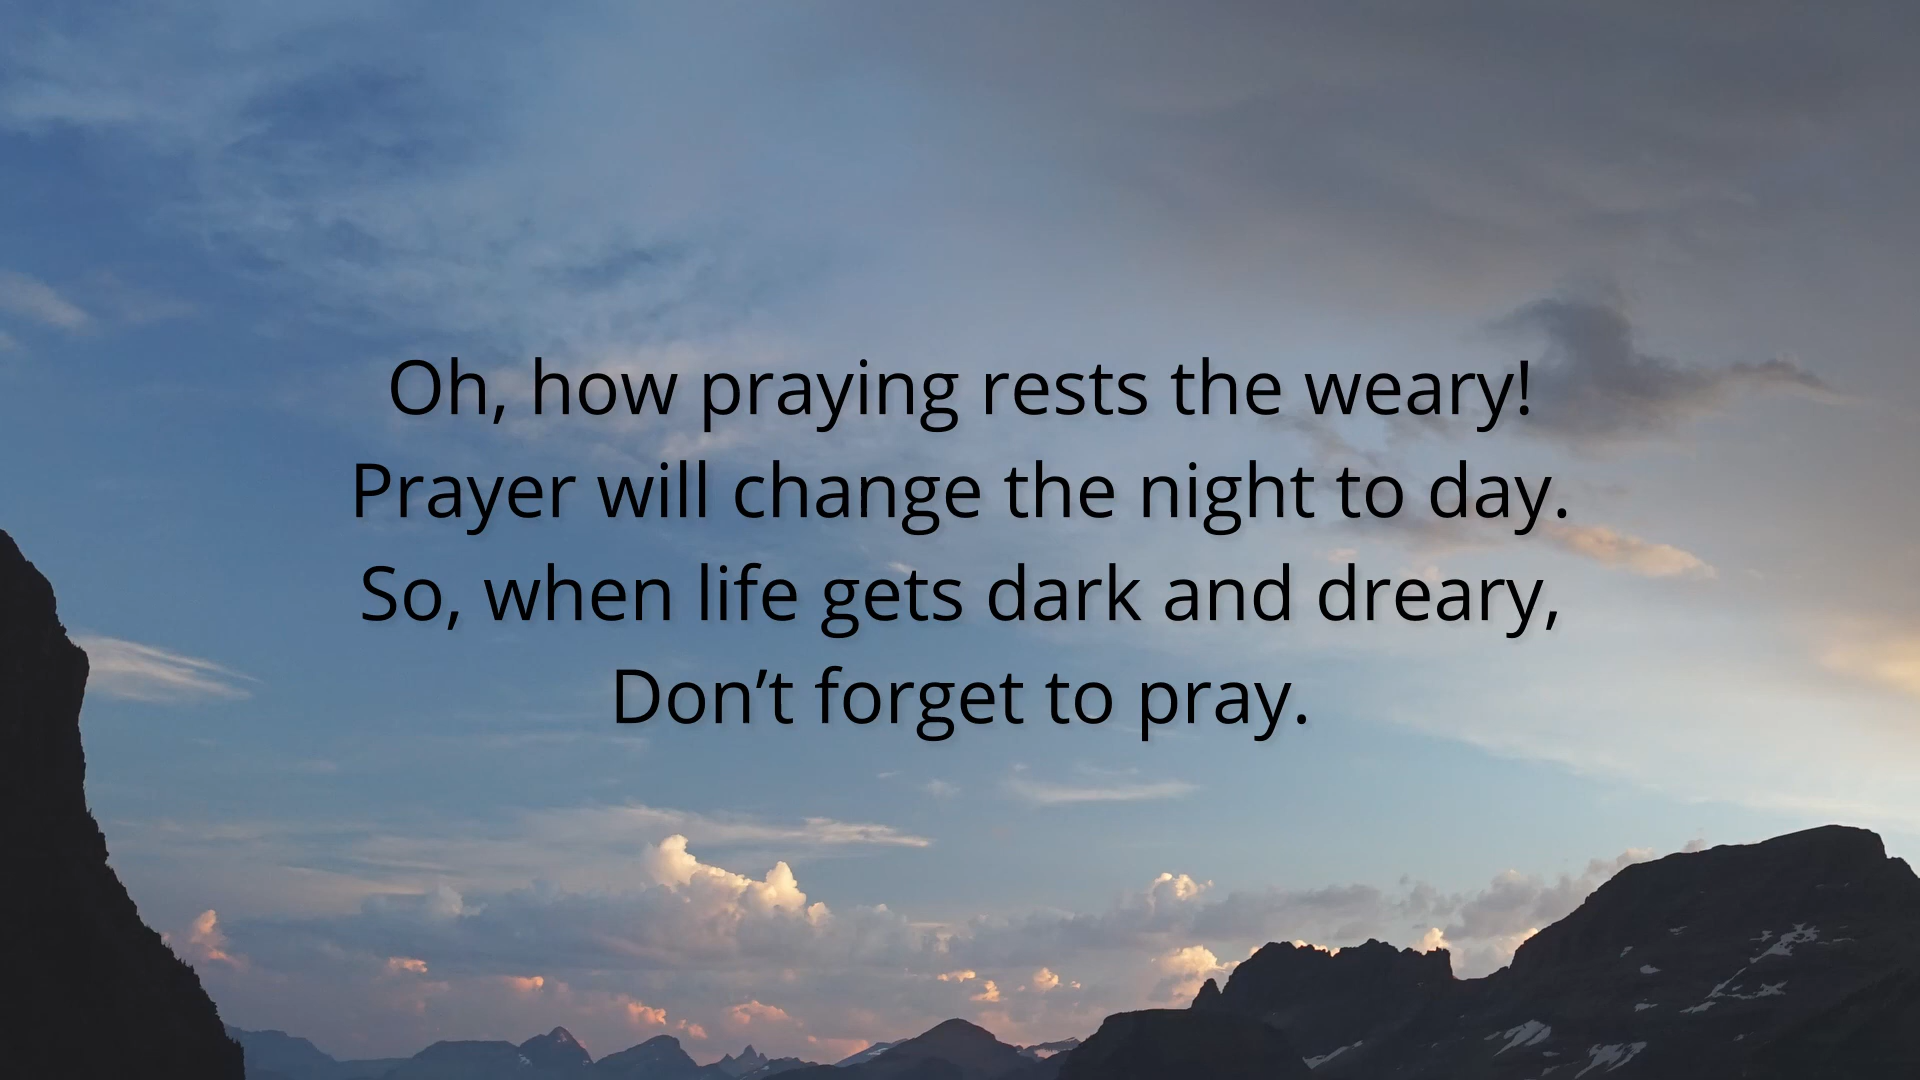 Oh, how praying rests the weary!
Prayer will change the night to day.
So, when life gets dark and dreary,
Don’t forget to pray.